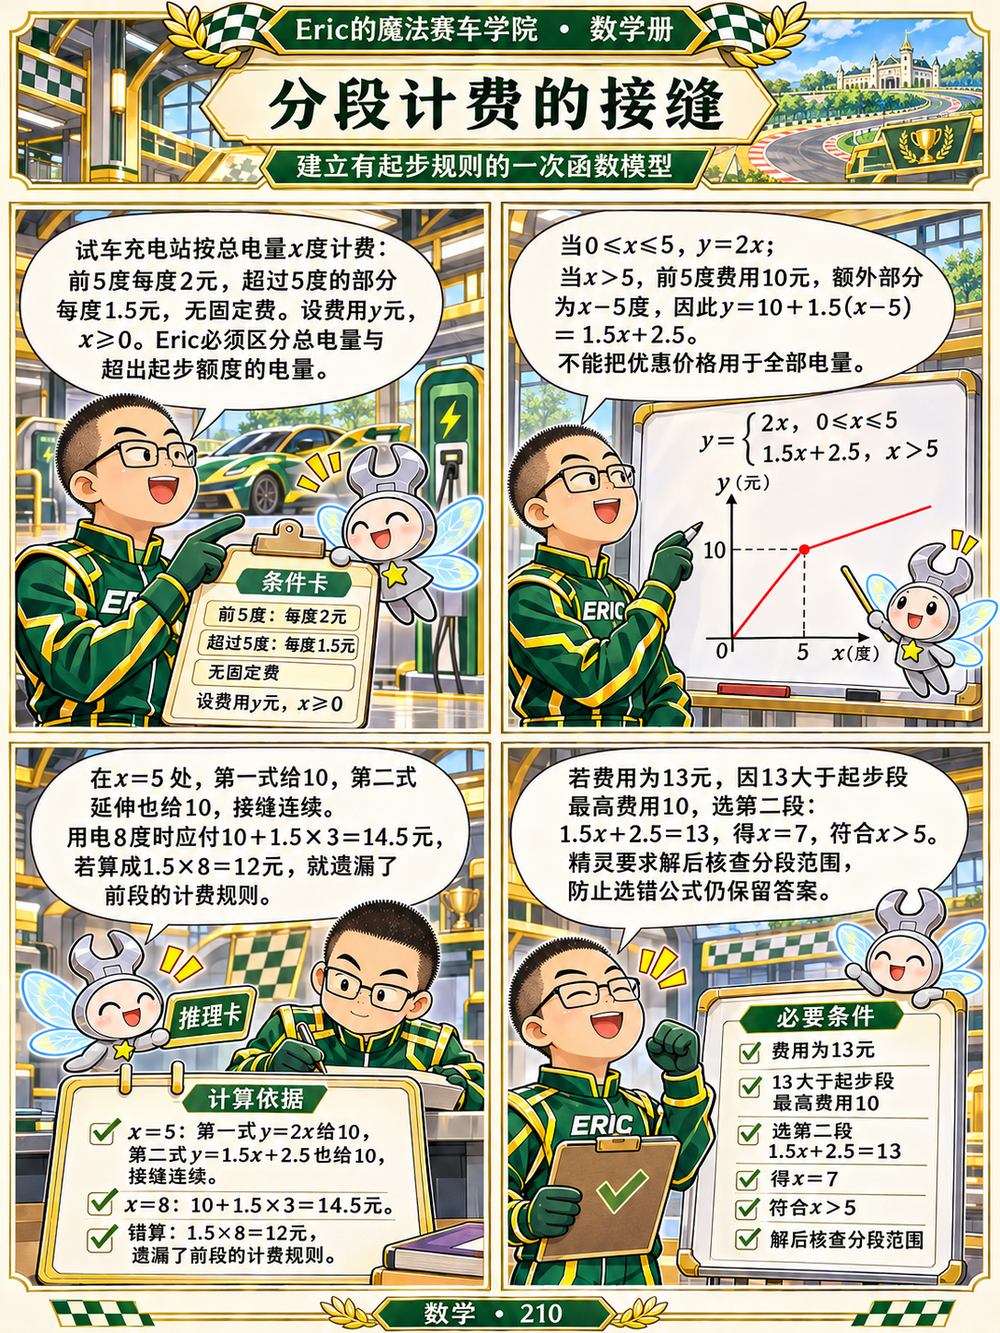 Eric的魔法赛车学院 • 数学册
分段计费的接缝
建立有起步规则的一次函数模型
试车充电站按总电量x度计费：
前5度每度2元，超过5度的部分
每度1.5元，无固定费。设费用y元，
x≥0。Eric必须区分总电量与
超出起步额度的电量。
ER
条件卡
前5度：每度2元
超过5度：每度1.5元
无固定费
设费用y元，x≥0
当0≤x≤5，y=2x；
当x>5，前5度费用10元，额外部分
为x−5度，因此y=10+1.5(x−5)
=1.5x+2.5。
不能把优惠价格用于全部电量。
y={2x，0≤x≤5
1.5x+2.5，x>5
y(元)
10
0 5 x(度)
ERIC
在x=5处，第一式给10，第二式
延伸也给10，接缝连续。
用电8度时应付10+1.5×3=14.5元，
若算成1.5×8=12元，就遗漏了
前段的计费规则。
推理卡
计算依据
x=5：第一式y=2x给10，
第二式y=1.5x+2.5也给10，
接缝连续。
x=8：10+1.5×3=14.5元。
错算：1.5×8=12元，
遗漏了前段的计费规则。
若费用为13元，因13大于起步段
最高费用10，选第二段：
1.5x+2.5=13，得x=7，符合x>5。
精灵要求解后核查分段范围，
防止选错公式仍保留答案。
ERIC
必要条件
费用为13元
13大于起步段
最高费用10
选第二段
1.5x+2.5=13
得x=7
符合x>5
解后核查分段范围
数学 • 210